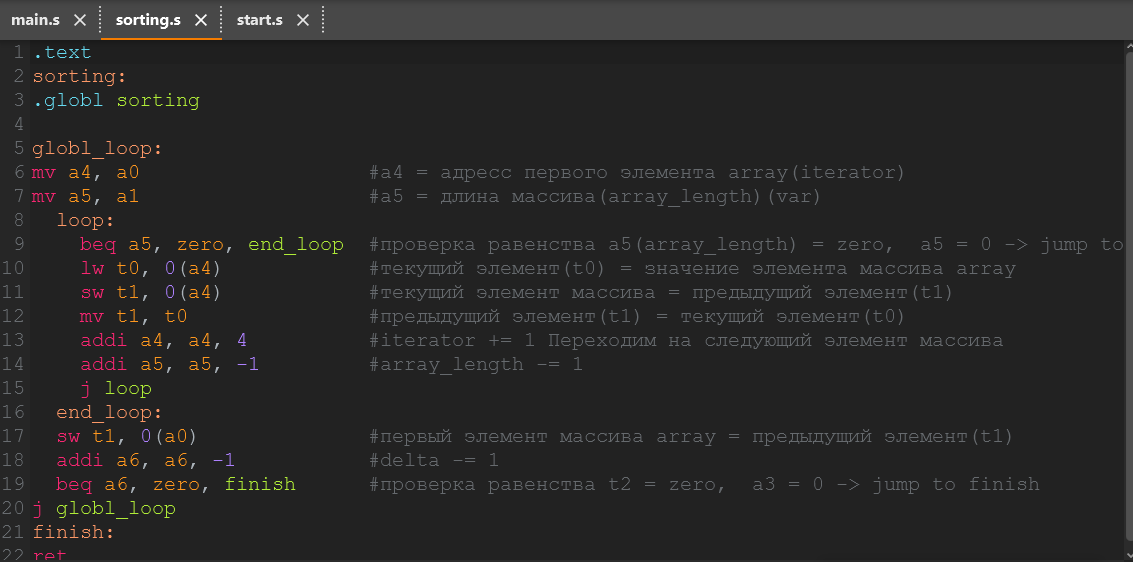 main.s × sorting.s × start.s ×
1 .text
2 sorting:
3 .globl sorting
4
5 globl_loop:
6 mv a4, a0 #a4 = адресс первого элемента array(iterator)
7 mv a5, a1 #a5 = длина массива(array_length)(var)
8 loop:
9 beq a5, zero, end_loop #проверка равенства a5(array_length) = zero, a5 = 0 -> jump to
10 lw t0, 0(a4) #текущий элемент(t0) = значение элемента массива array
11 sw t1, 0(a4) #текущий элемент массива = предыдущий элемент(t1)
12 mv t1, t0 #предыдущий элемент(t1) = текущий элемент(t0)
13 addi a4, a4, 4 #iterator += 1 Переходим на следующий элемент массива
14 addi a5, a5, -1 #array_length -= 1
15 j loop
16 end_loop:
17 sw t1, 0(a0) #первый элемент массива array = предыдущий элемент(t1)
18 addi a6, a6, -1 #delta -= 1
19 beq a6, zero, finish #проверка равенства t2 = zero, a3 = 0 -> jump to finish
20 j globl_loop
21 finish:
22 ret